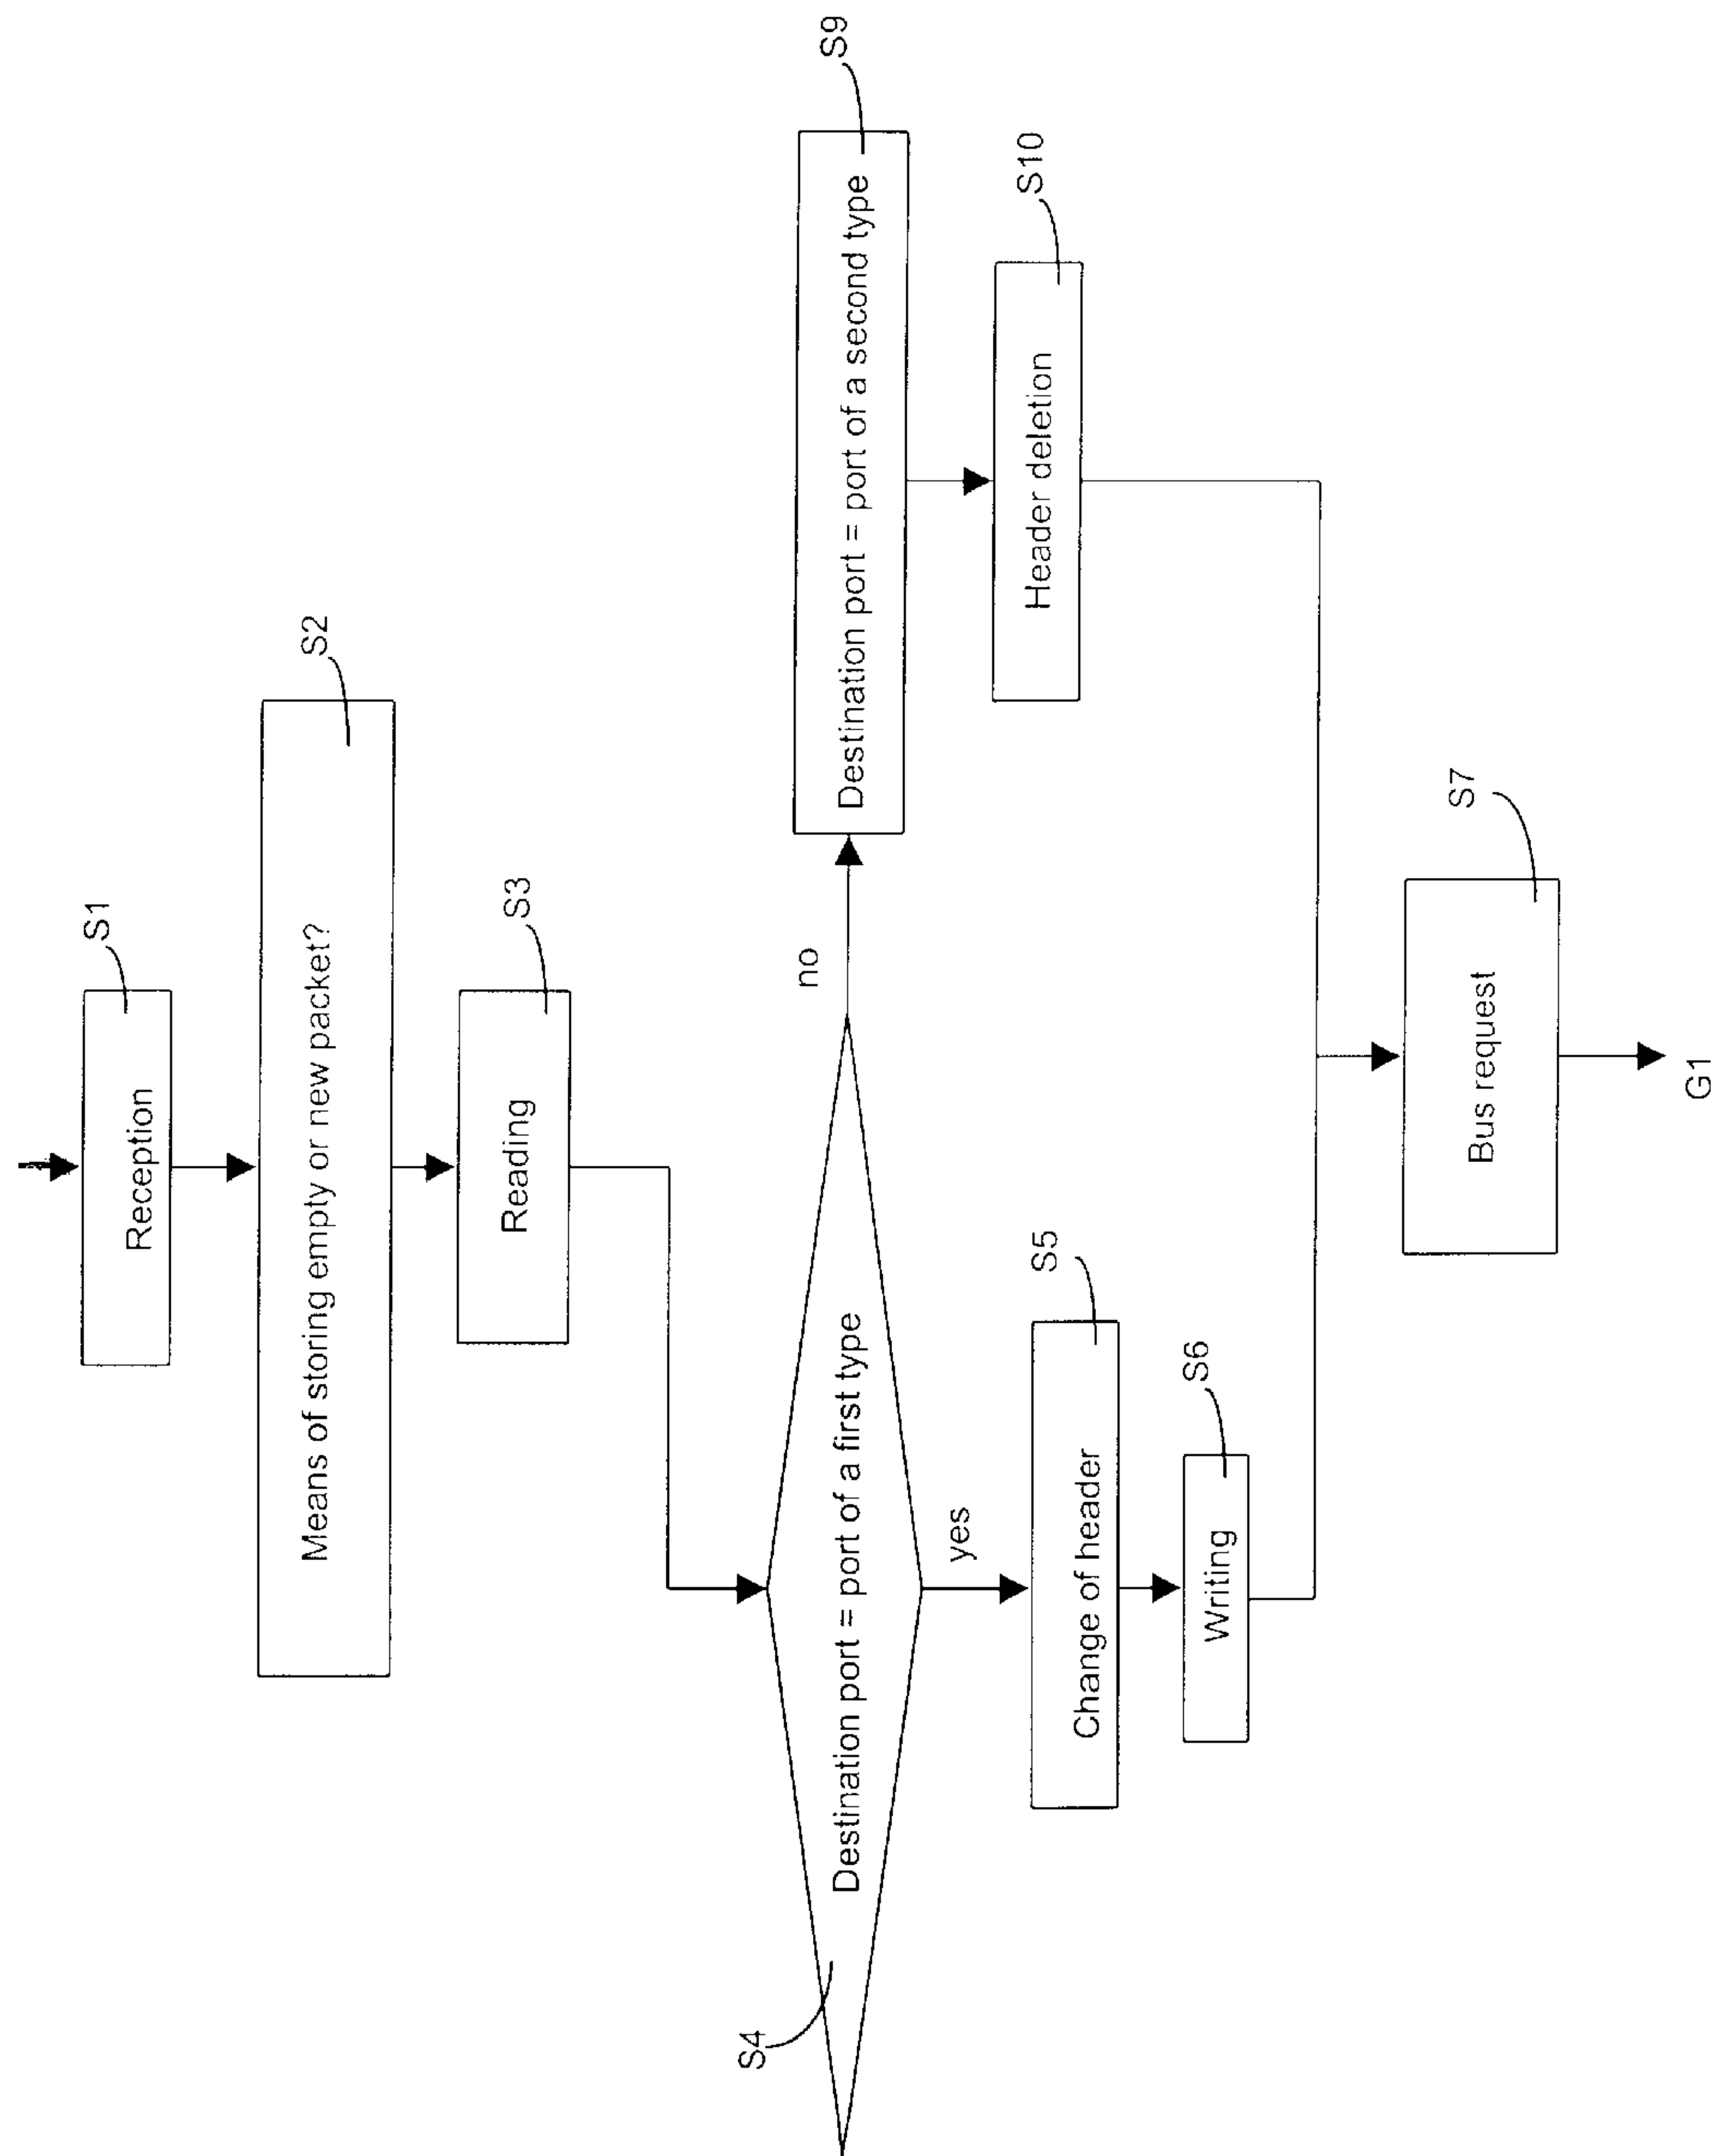 S1
Reception
S2
Means of storing empty or new packet?
S3
Reading
S4
Destination port = port of a first type
no
S9
Destination port = port of a second type
yes
S5
Change of header
S10
Header deletion
S6
Writing
S7
Bus request
G1